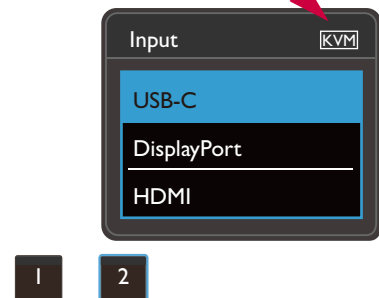 Input KVM
USB-C
DisplayPort
HDMI
1 2